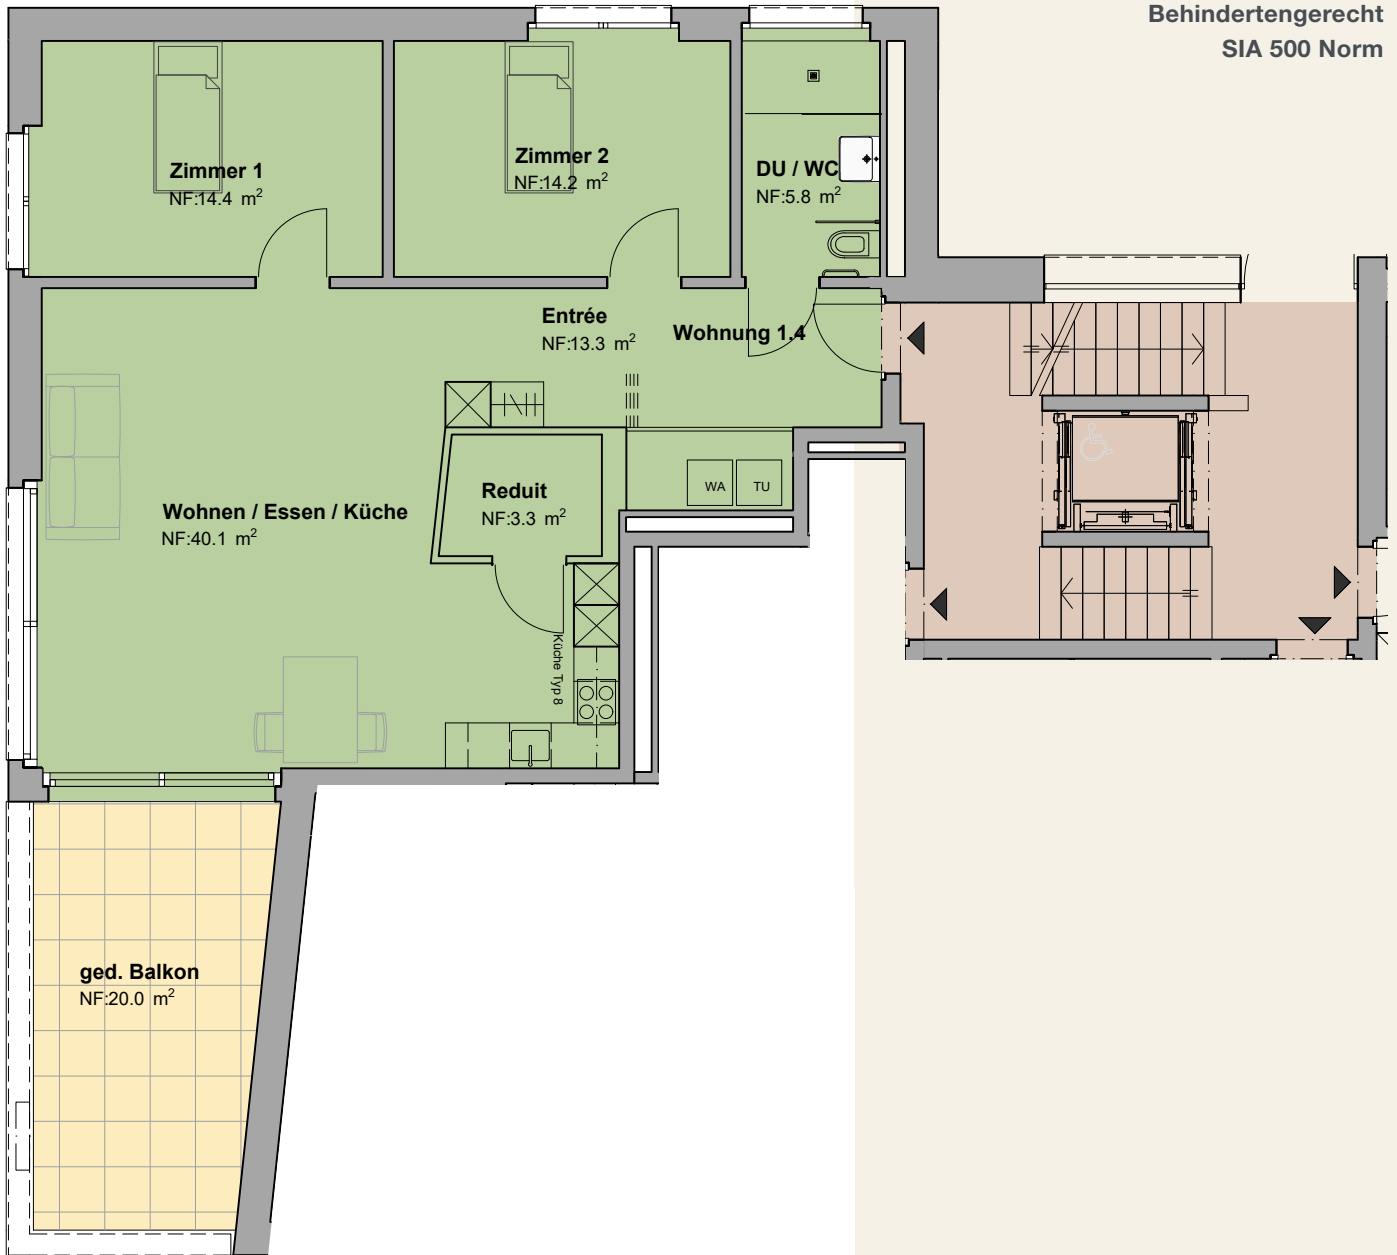 Behindertengerecht
SIA 500 Norm
Zimmer 1
NF:14.4 m²
Zimmer 2
NF:14.2 m²
DU / WC
NF:5.8 m²
Entrée
NF:13.3 m²
Wohnung 1.4
Wohnen / Essen / Küche
NF:40.1 m²
Reduit
NF:3.3 m²
WA
TU
Küche Typ 8
ged. Balkon
NF:20.0 m²